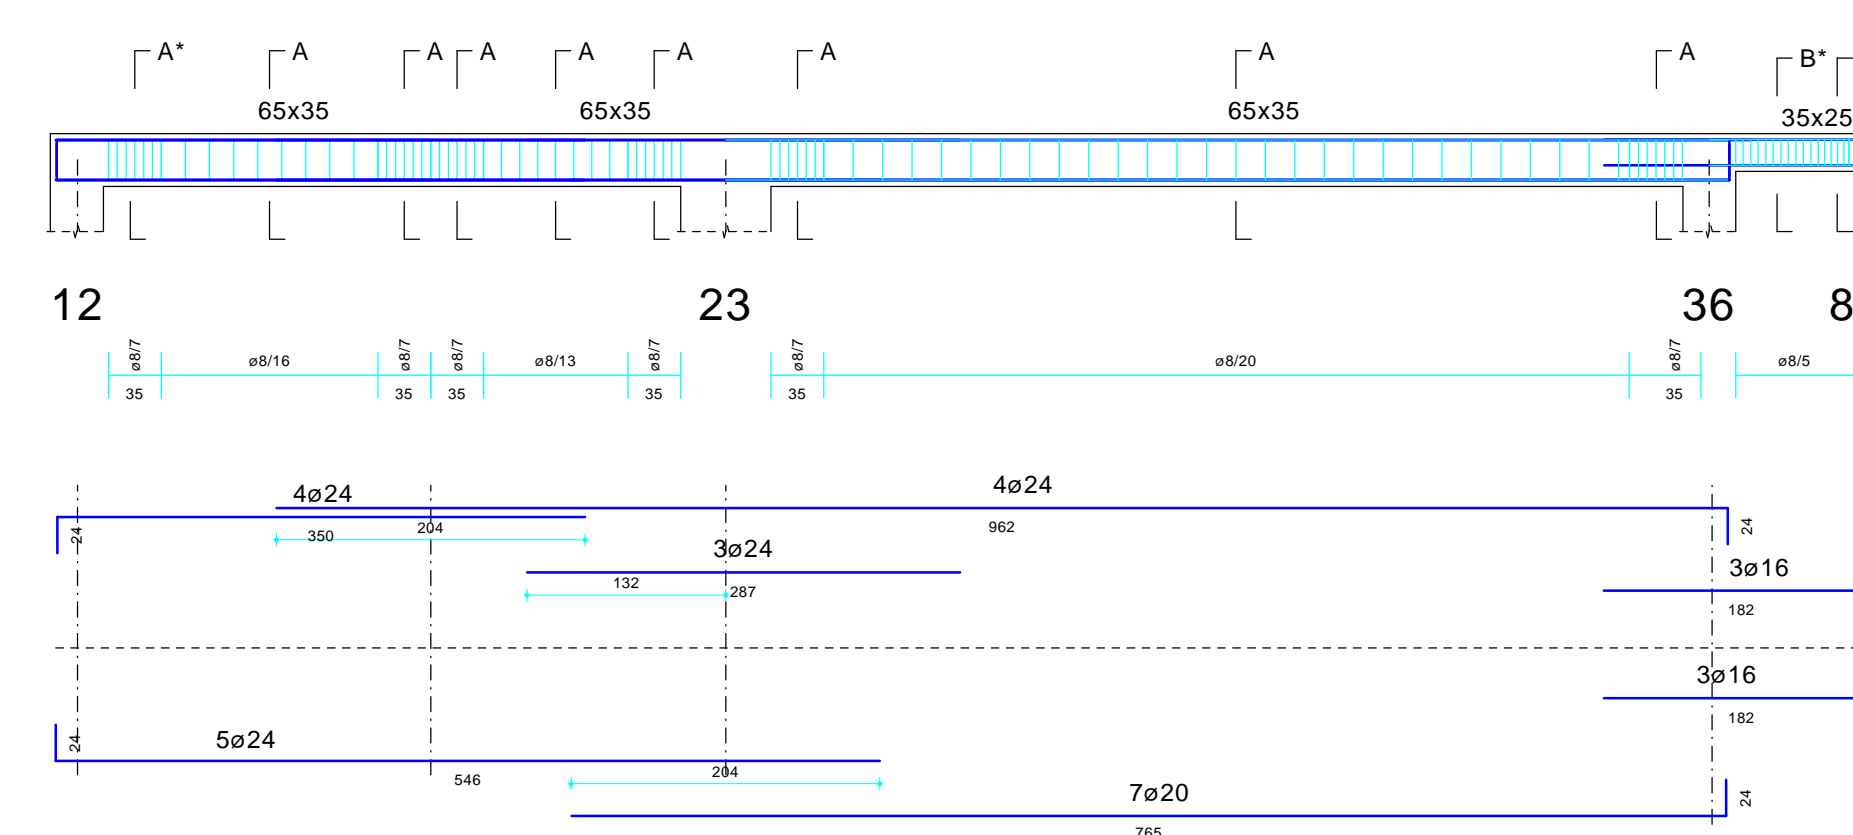 A* A A A A A A A A B*
65x35 65x35 65x35 35x25
12 23 36 8
ø8/7 ø8/16 ø8/7 ø8/7 ø8/13 ø8/7 ø8/7 ø8/20 ø8/7 ø8/5
35 35 35 35 35 35
4ø24 4ø24
24 350 204 962 24
3ø24
132 287
3ø16
182
3ø16
182
5ø24
24 546 204
7ø20 24
765